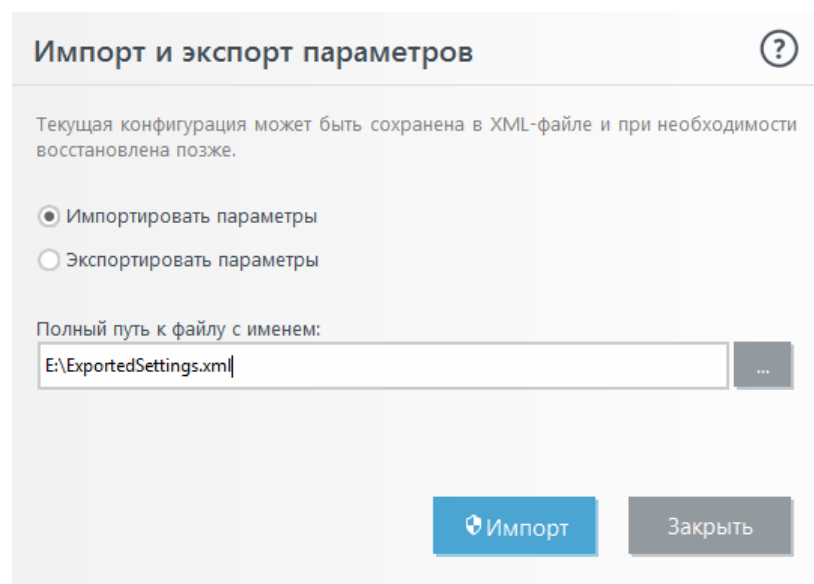 Импорт и экспорт параметров
?
Текущая конфигурация может быть сохранена в XML-файле и при необходимости
восстановлена позже.
Импортировать параметры
Экспортировать параметры
Полный путь к файлу с именем:
E:\ExportedSettings.xml
...
Импорт
Закрыть